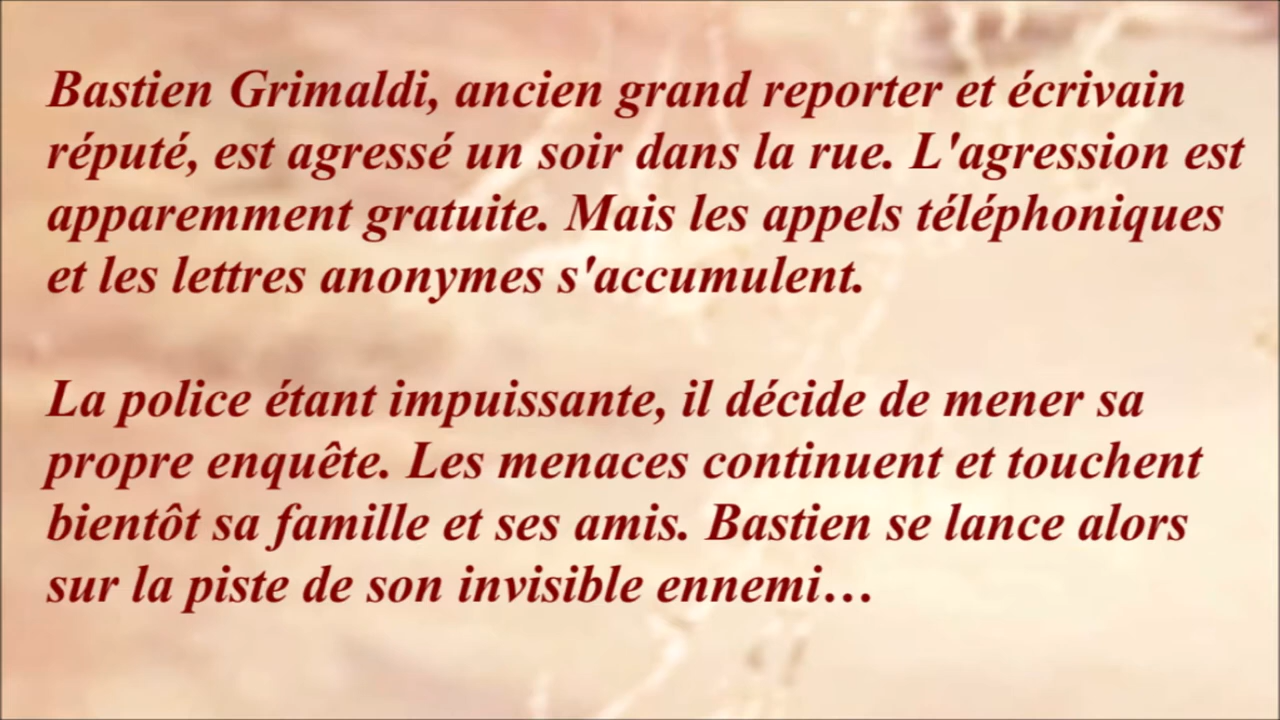 Bastien Grimaldi, ancien grand reporter et écrivain
réputé, est agressé un soir dans la rue. L'agression est
apparemment gratuite. Mais les appels téléphoniques
et les lettres anonymes s'accumulent.
La police étant impuissante, il décide de mener sa
propre enquête. Les menaces continuent et touchent
bientôt sa famille et ses amis. Bastien se lance alors
sur la piste de son invisible ennemi…